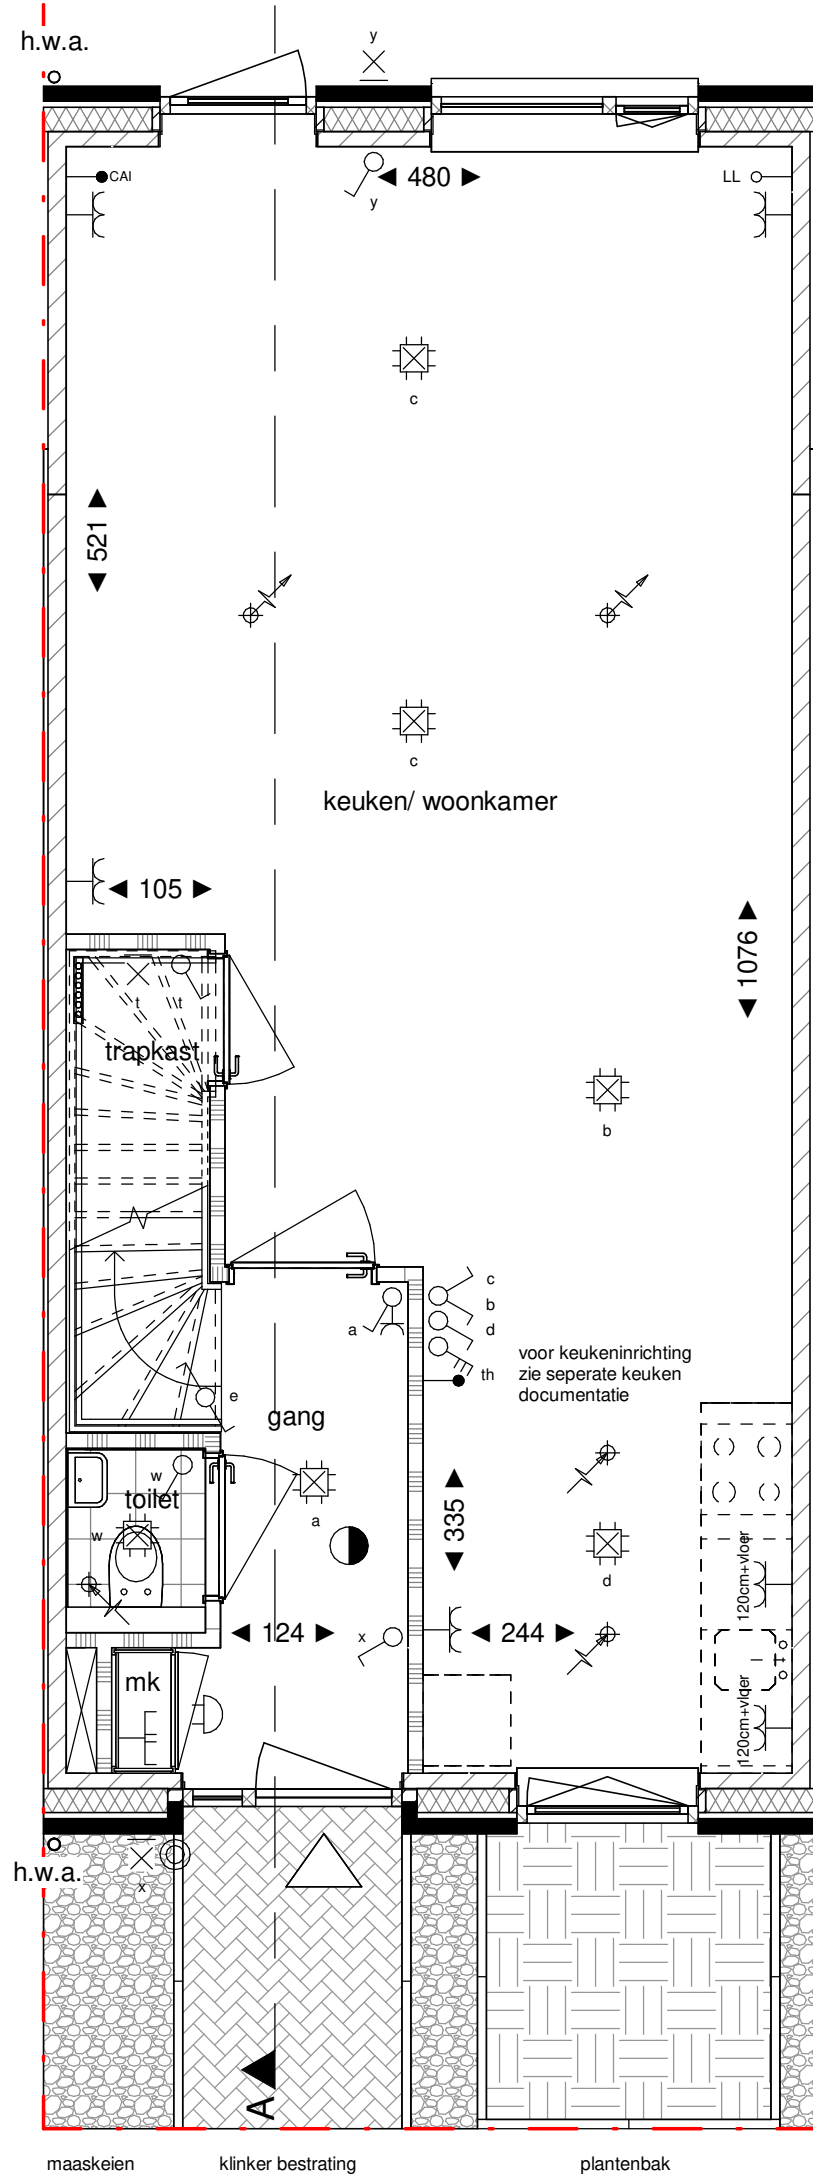 h.w.a.
y
CAI
480
LL
y
c
521
c
keuken/ woonkamer
105
1076
t
t
trapkast
b
c
b
a
d
voor keukeninrichting
zie seperate keuken
documentatie
th
e
gang
w
toilet
a
w
335
d
120cm+vloer
124
x
244
mk
120cm+vloer
h.w.a.
x
A
maaskeien
klinker bestrating
plantenbak